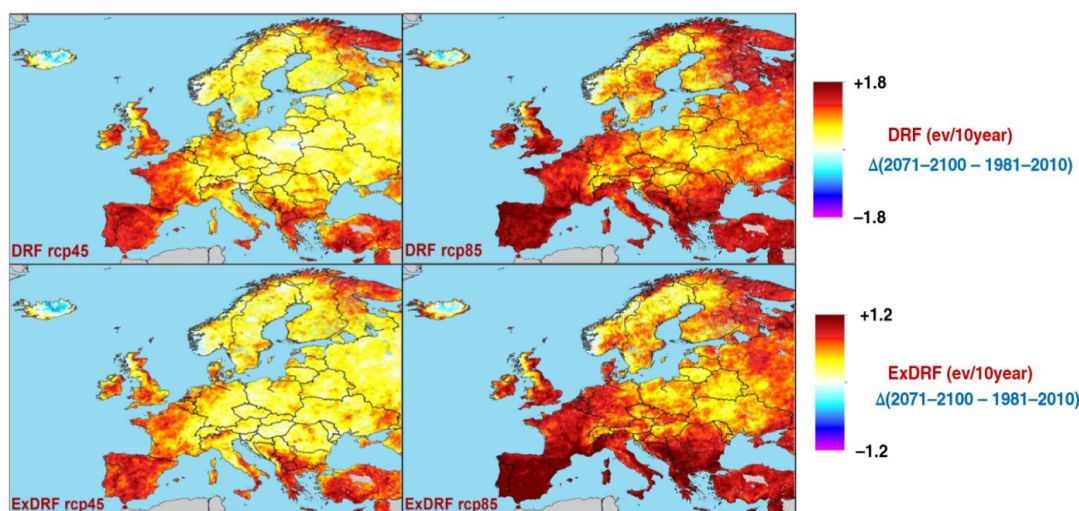 DRF rcp45
DRF rcp85
+1.8
DRF (ev/10year)
Δ(2071–2100 – 1981–2010)
–1.8
ExDRF rcp45
ExDRF rcp85
+1.2
ExDRF (ev/10year)
Δ(2071–2100 – 1981–2010)
–1.2